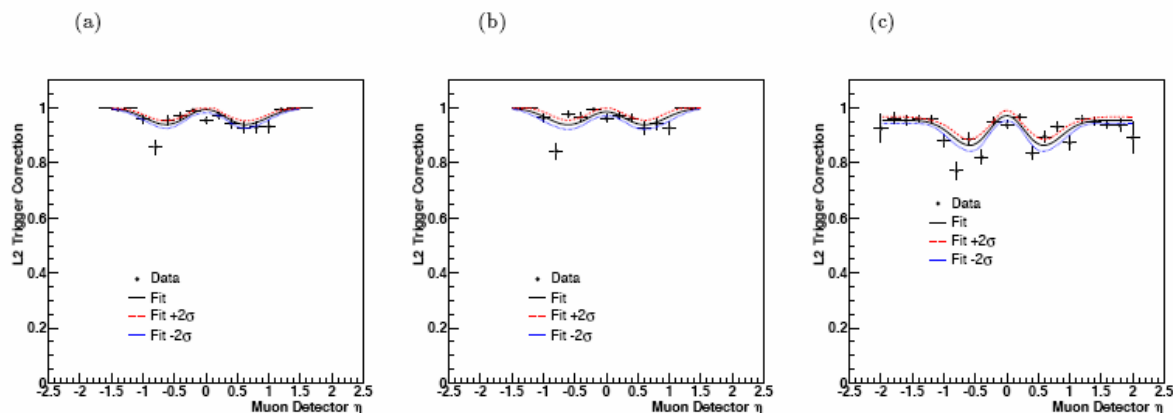 (a)
L2 Trigger Correction
1
0.8
0.6
0.4
0.2
0
Data
Fit
Fit +2σ
Fit -2σ
-2.5 -2 -1.5 -1 -0.5 0 0.5 1 1.5 2 2.5
Muon Detector η
(b)
L2 Trigger Correction
1
0.8
0.6
0.4
0.2
0
Data
Fit
Fit +2σ
Fit -2σ
-2.5 -2 -1.5 -1 -0.5 0 0.5 1 1.5 2 2.5
Muon Detector η
(c)
L2 Trigger Correction
1
0.8
0.6
0.4
0.2
0
Data
Fit
Fit +2σ
Fit -2σ
-2.5 -2 -1.5 -1 -0.5 0 0.5 1 1.5 2 2.5
Muon Detector η